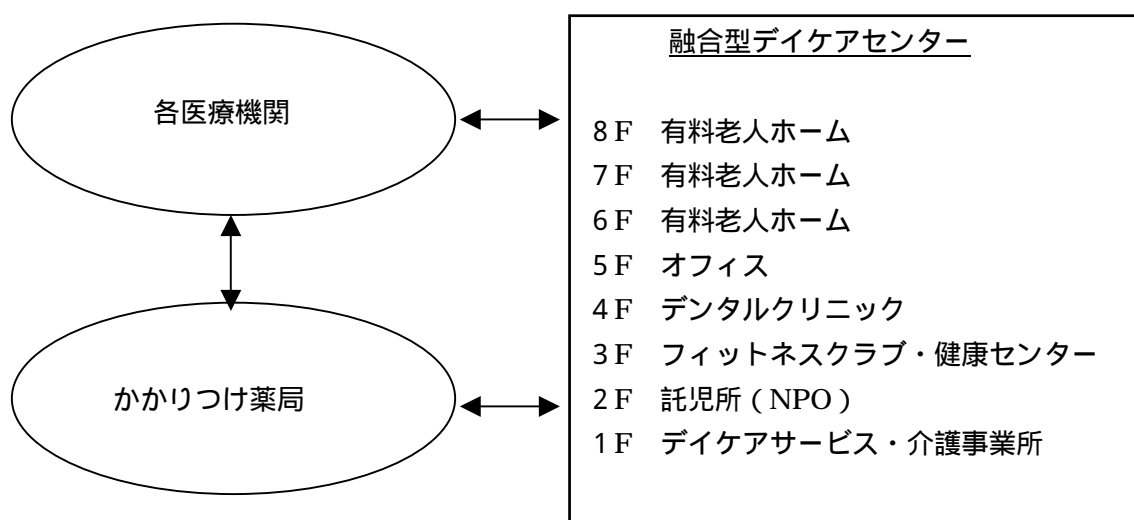 各医療機関
かかりつけ薬局
融合型デイケアセンター
8F 有料老人ホーム
7F 有料老人ホーム
6F 有料老人ホーム
5F オフィス
4F デンタルクリニック
3F フィットネスクラブ・健康センター
2F 託児所(NPO)
1F デイケアサービス・介護事業所